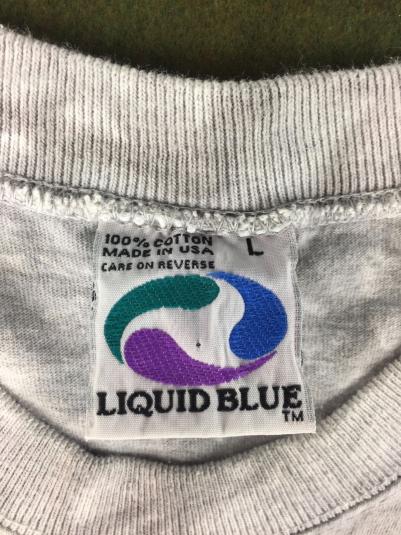 100% COTTON L
MADE IN USA
CARE ON REVERSE
LIQUID BLUE
TM